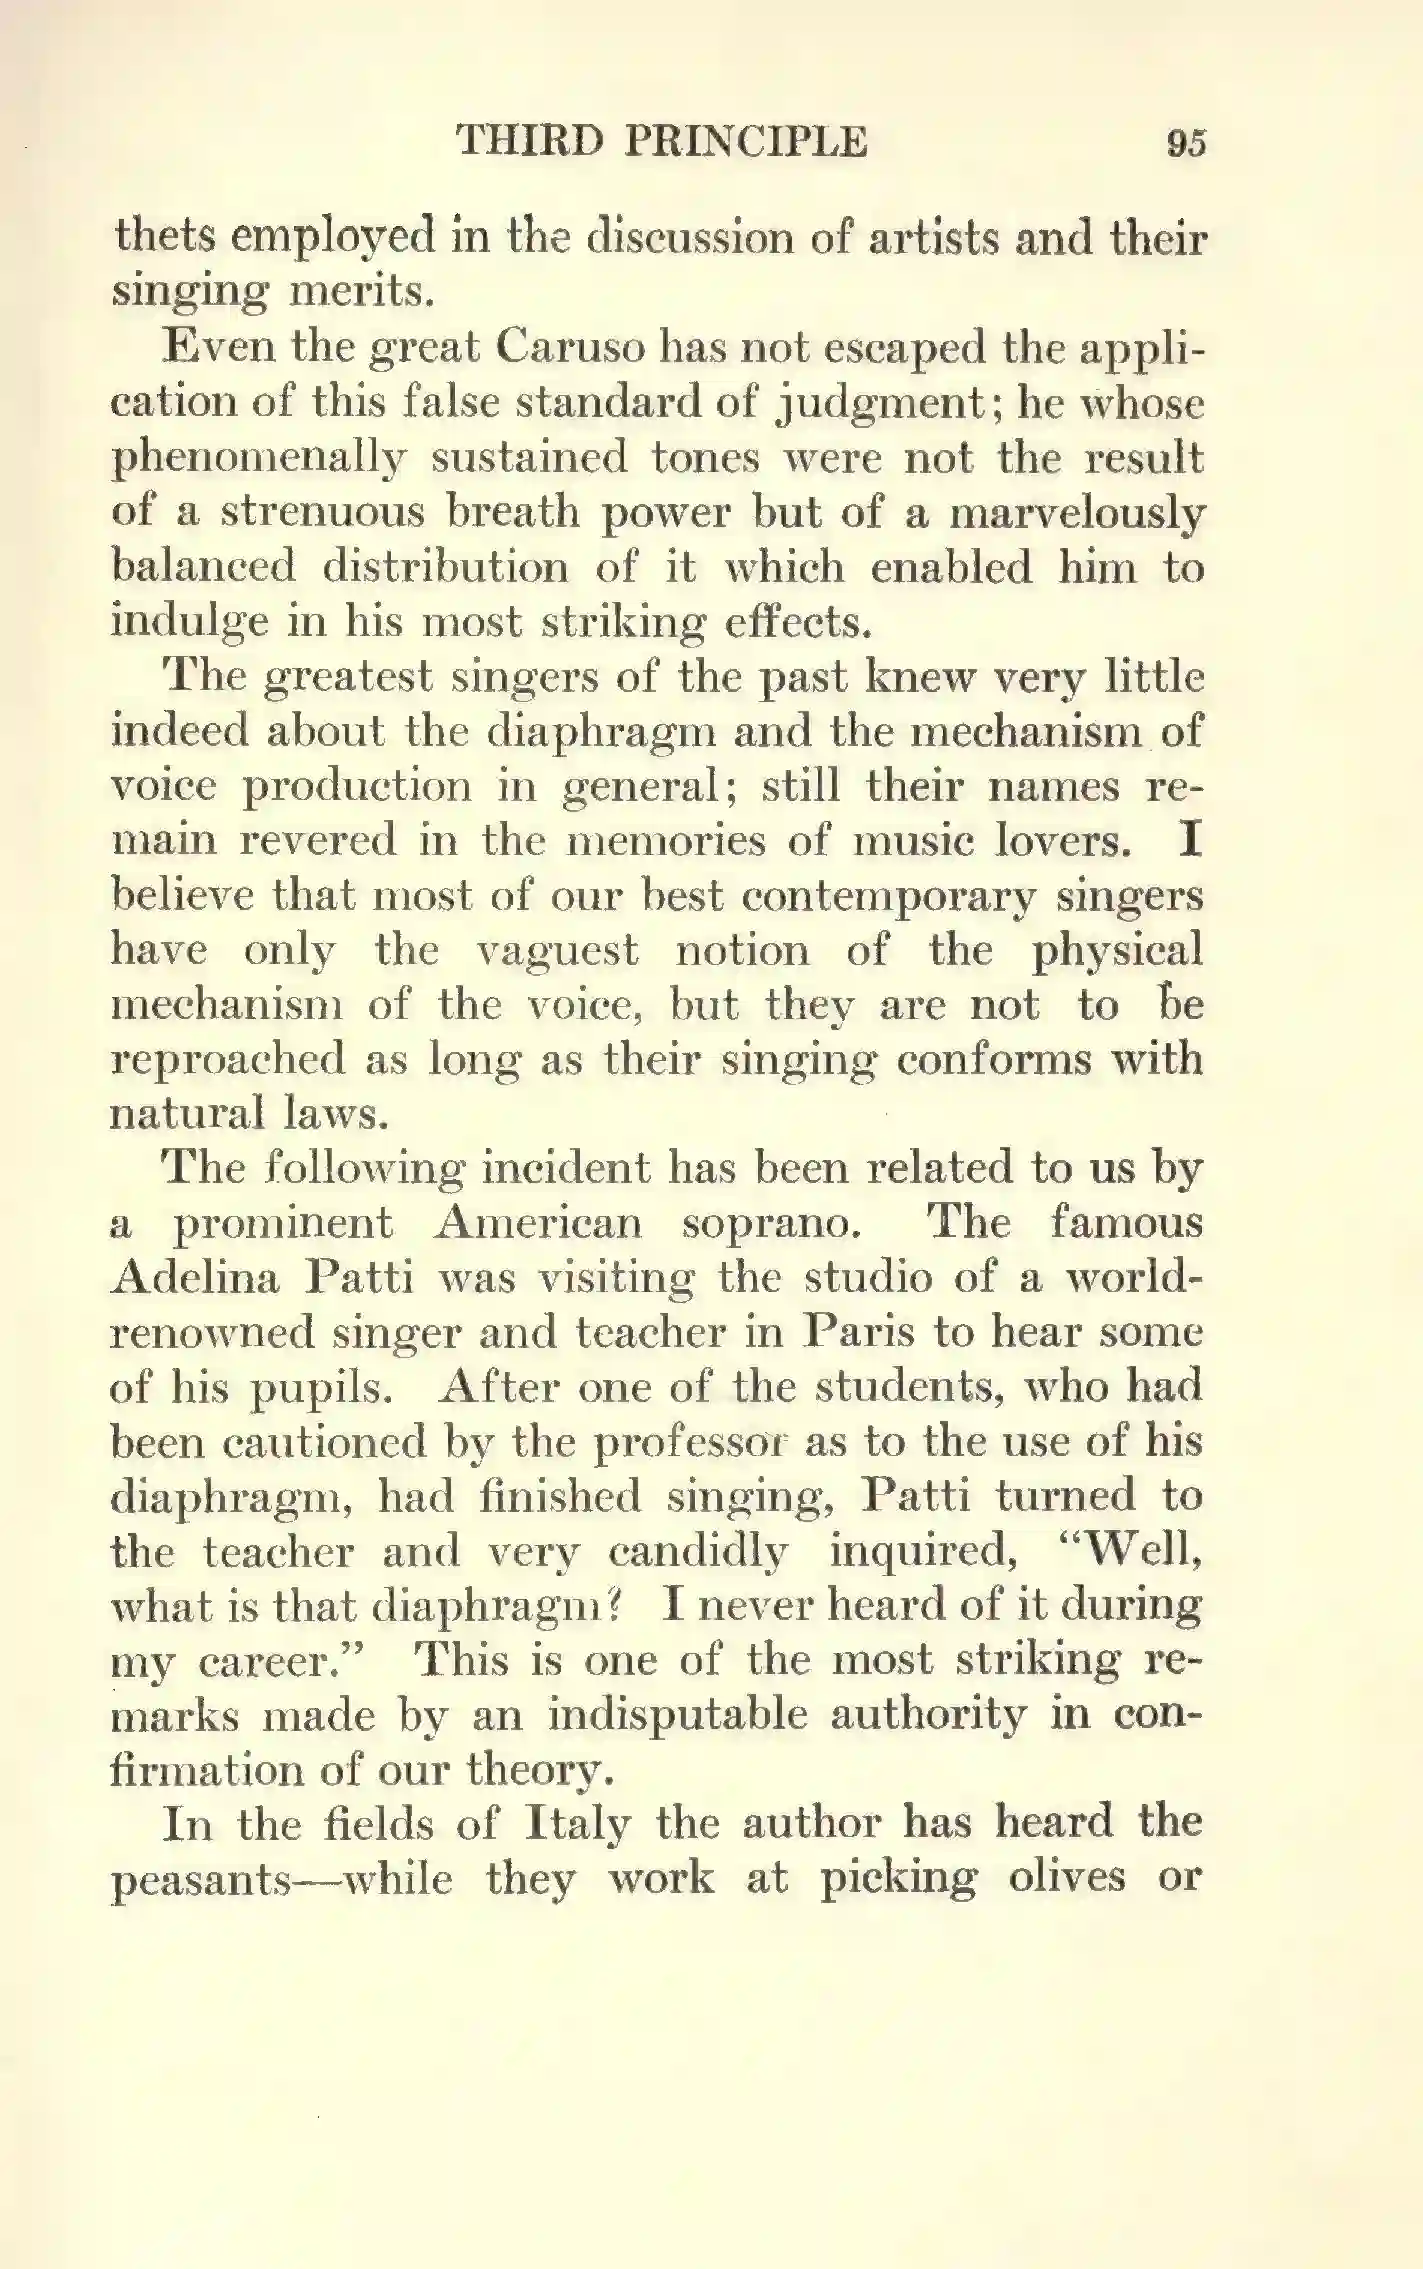 THIRD PRINCIPLE 95
thets employed in the discussion of artists and their
singing merits.
Even the great Caruso has not escaped the appli-
cation of this false standard of judgment; he whose
phenomenally sustained tones were not the result
of a strenuous breath power but of a marvelously
balanced distribution of it which enabled him to
indulge in his most striking effects.
The greatest singers of the past knew very little
indeed about the diaphragm and the mechanism of
voice production in general; still their names re-
main revered in the memories of music lovers. I
believe that most of our best contemporary singers
have only the vaguest notion of the physical
mechanism of the voice, but they are not to be
reproached as long as their singing conforms with
natural laws.
The following incident has been related to us by
a prominent American soprano. The famous
Adelina Patti was visiting the studio of a world-
renowned singer and teacher in Paris to hear some
of his pupils. After one of the students, who had
been cautioned by the professor as to the use of his
diaphragm, had finished singing, Patti turned to
the teacher and very candidly inquired, “Well,
what is that diaphragm? I never heard of it during
my career.” This is one of the most striking re-
marks made by an indisputable authority in con-
firmation of our theory.
In the fields of Italy the author has heard the
peasants—while they work at picking olives or